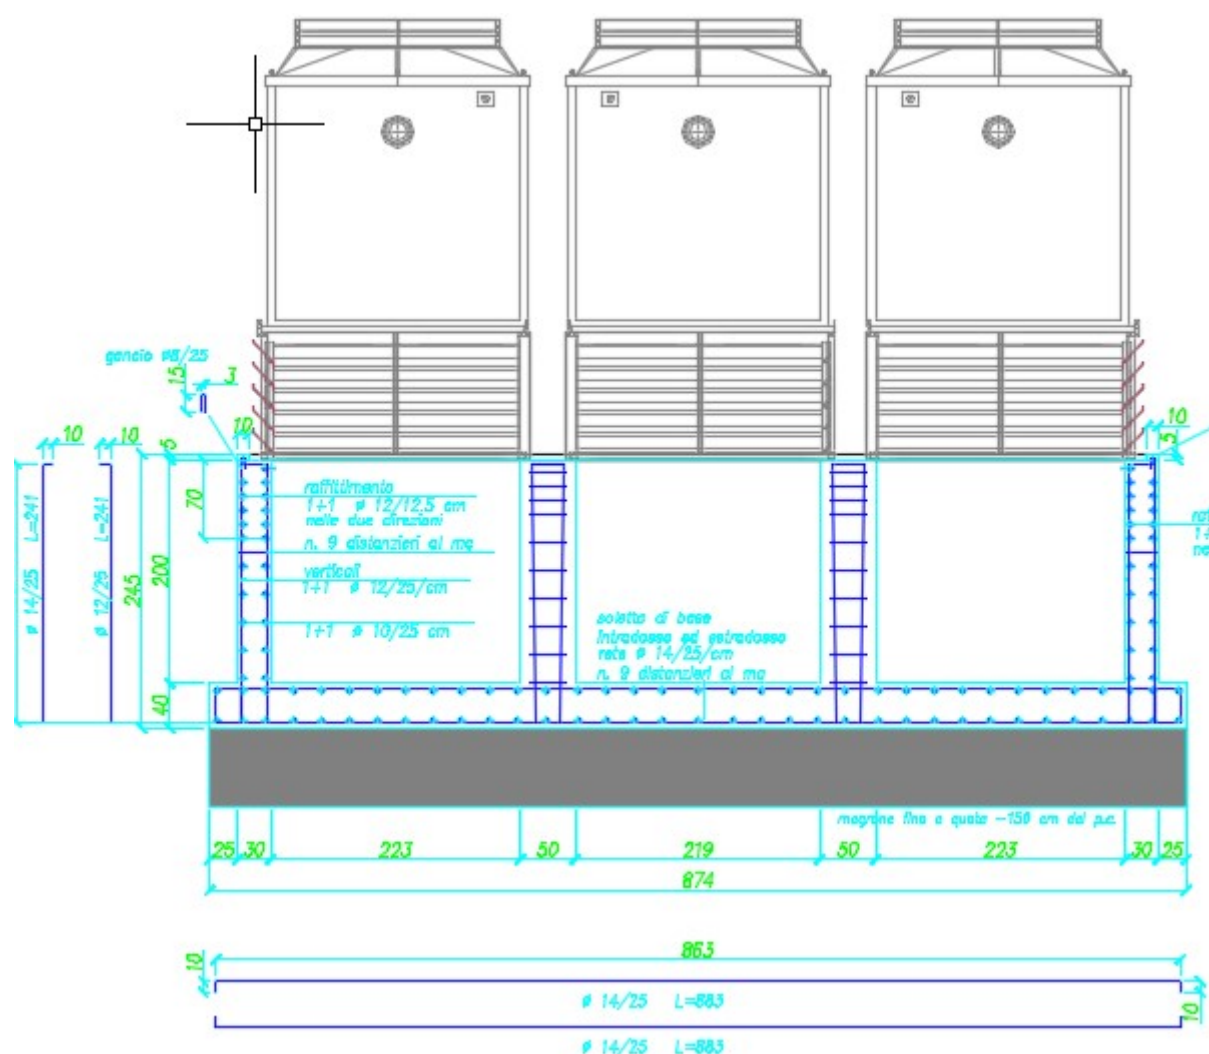 gancio ø8/25
15
3
10
10
10
5
10
5
ø 14/25 L=241
ø 12/25 L=241
245
200
40
70
raffittimento
1+1 ø 12/12.5 cm
nelle due direzioni
n. 9 distanzieri al mq
verticali
1+1 ø 12/25/cm
1+1 ø 10/25 cm
soletta di base
intradosso ed estradosso
rete ø 14/25/cm
n. 9 distanzieri al mq
magrone fino a quota -150 cm dal p.c.
25 30 223 50 219 50 223 30 25
874
863
10
ø 14/25 L=883
10
ø 14/25 L=883